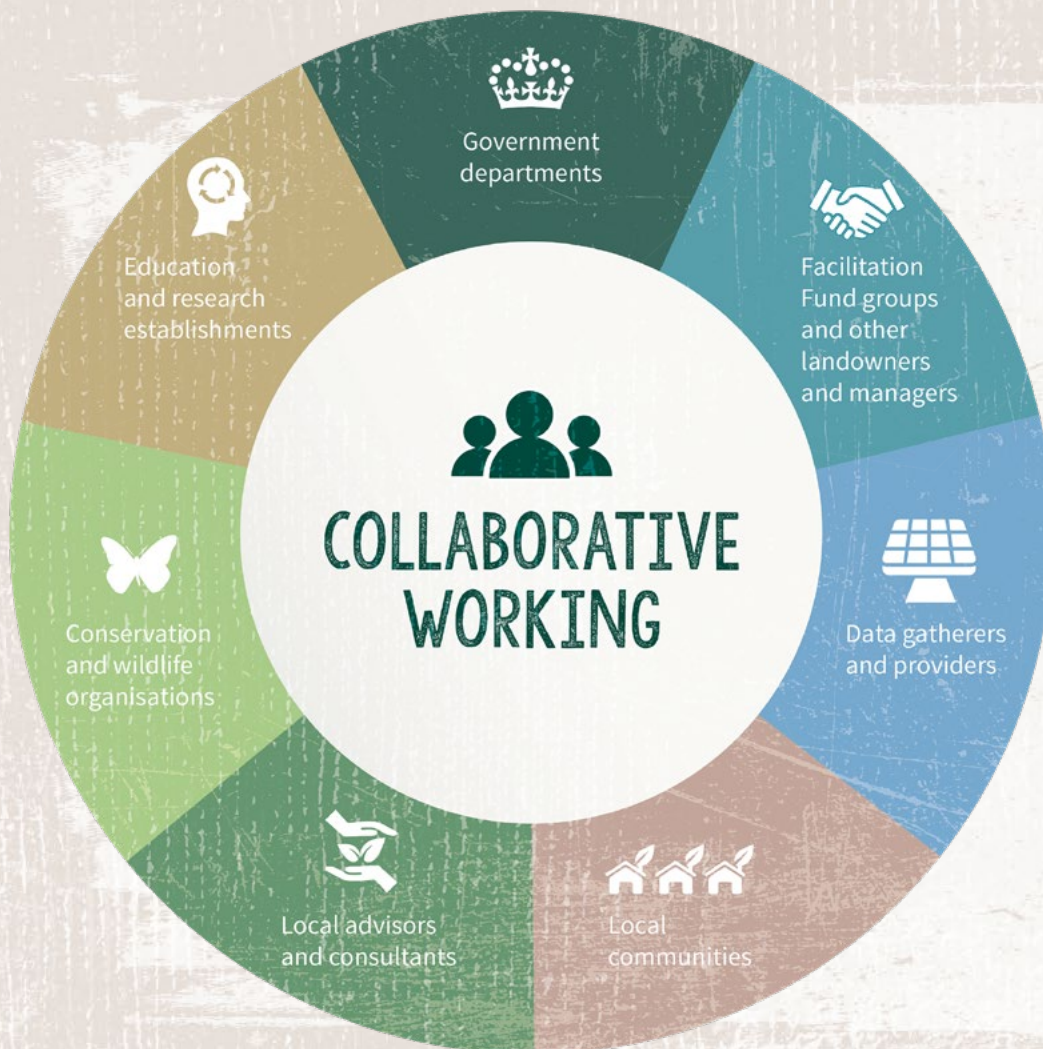 Government
departments
Facilitation
Fund groups
and other
landowners
and managers
Data gatherers
and providers
Local
communities
Local advisors
and consultants
Conservation
and wildlife
organisations
Education
and research
establishments
COLLABORATIVE
WORKING